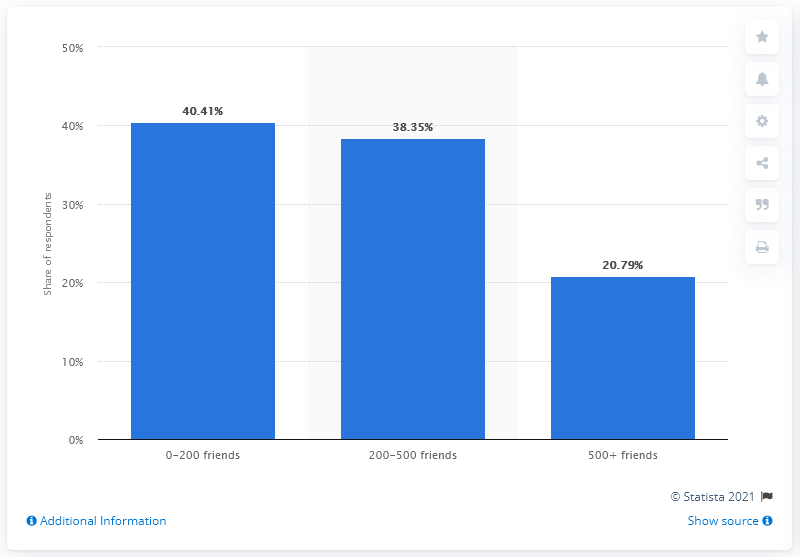 50%
40.41%
40%
38.35%
30%
Share of respondents
20.79%
20%
10%
0%
0-200 friends
200-500 friends
500+ friends
© Statista 2021
Additional Information
Show source